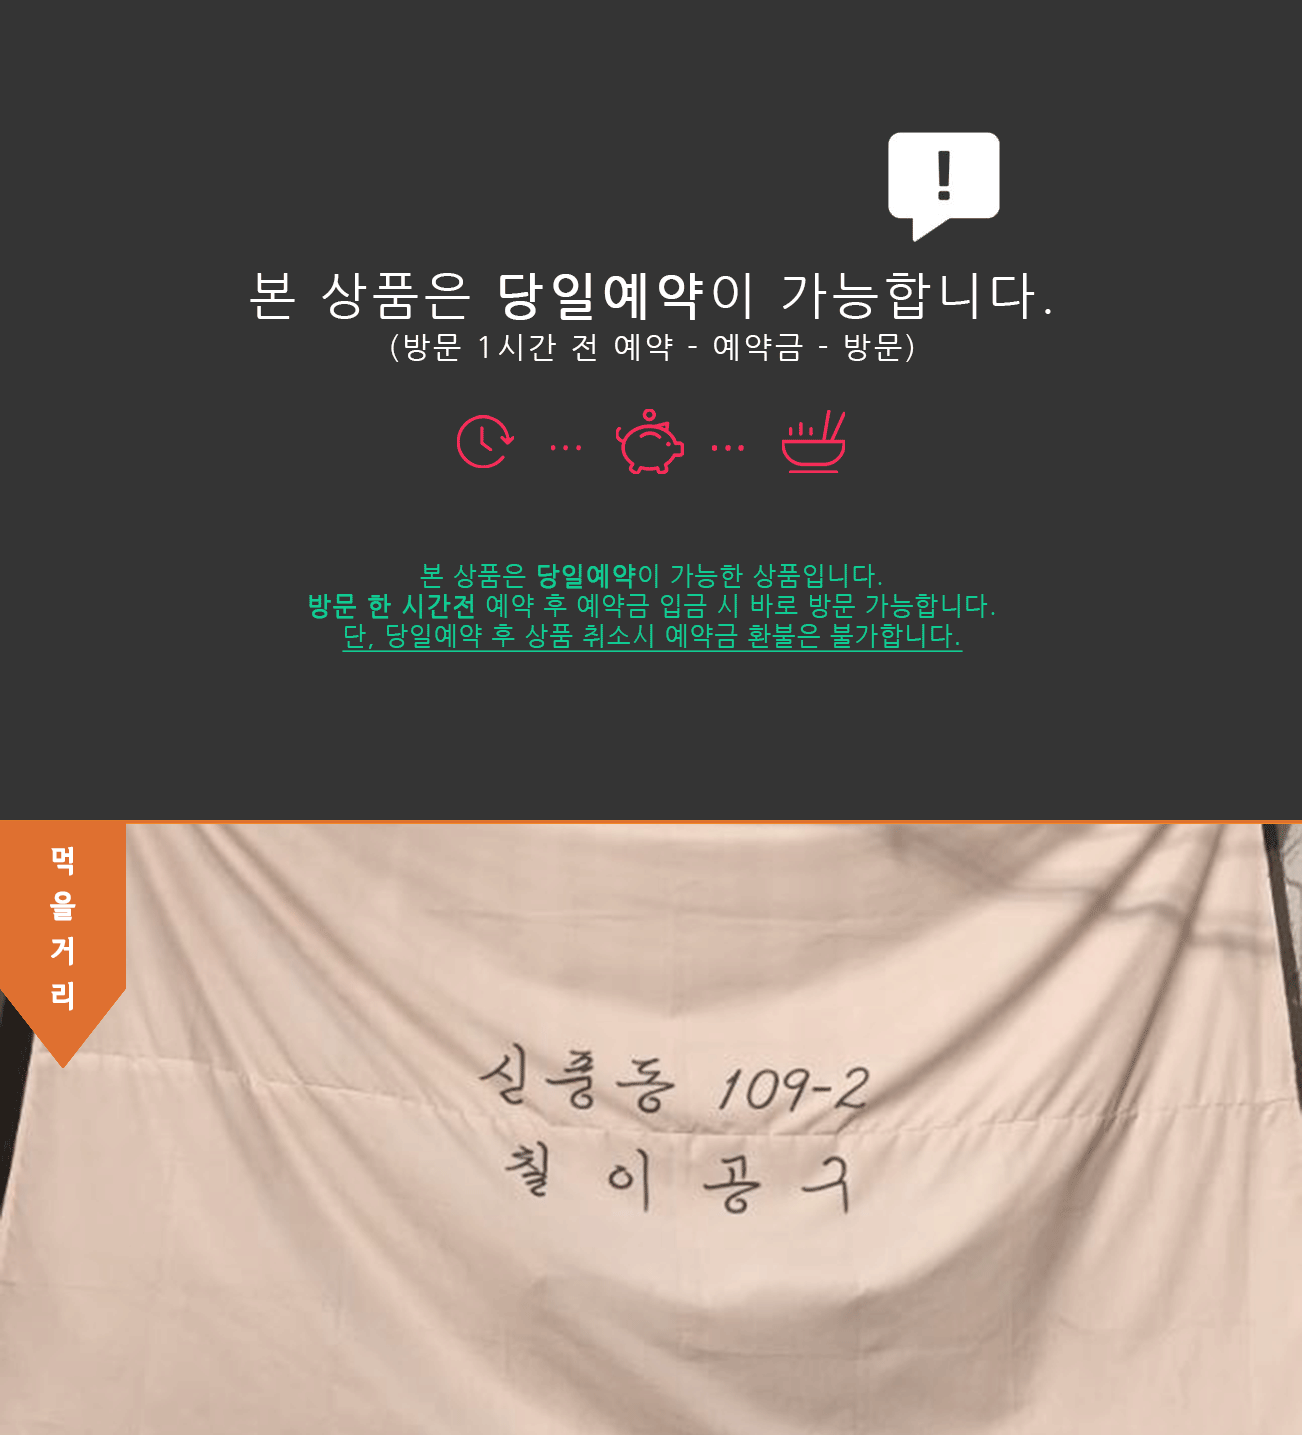 !
본 상품은 당일예약이 가능합니다.
(방문 1시간 전 예약 - 예약금 - 방문)
본 상품은 당일예약이 가능한 상품입니다.
방문 한 시간전 예약 후 예약금 입금 시 바로 방문 가능합니다.
단, 당일예약 후 상품 취소시 예약금 환불은 불가합니다.
먹을거리
신풍동 109-2
칠이공구